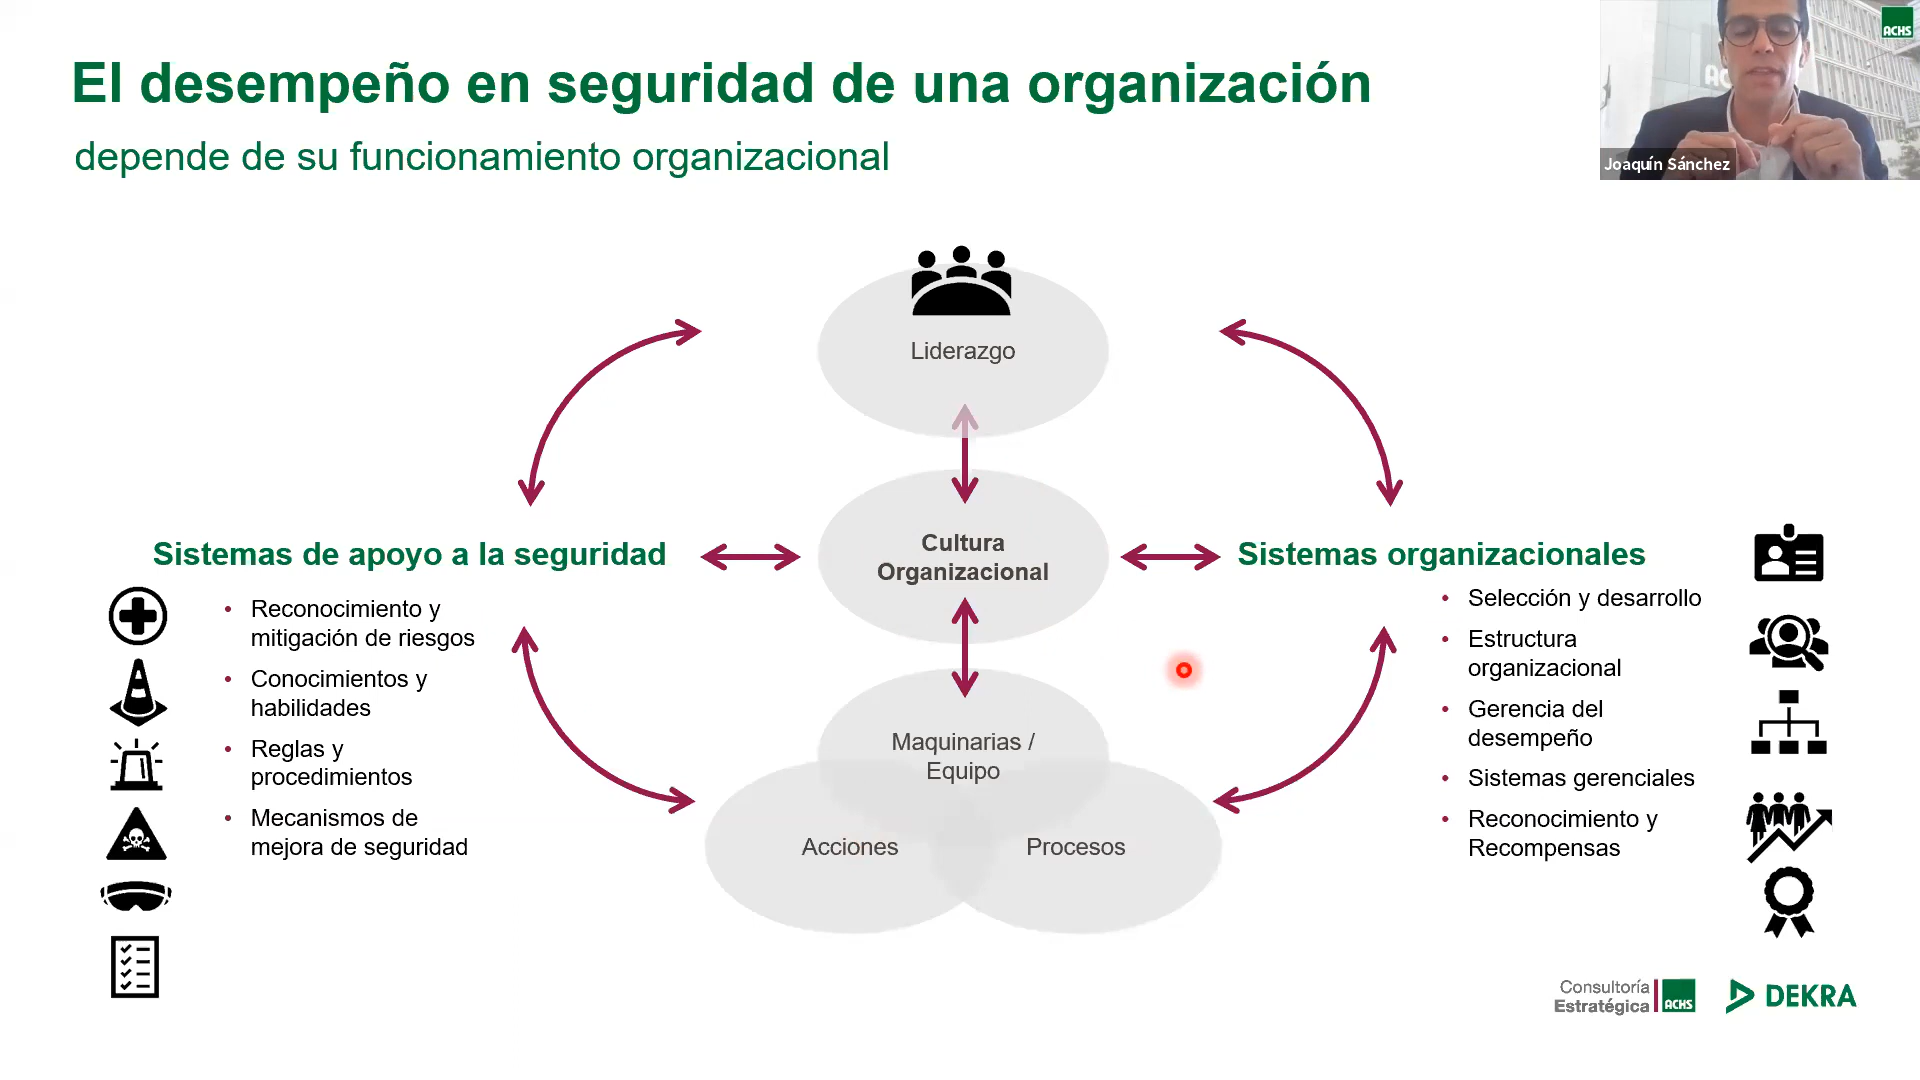 El desempeño en seguridad de una organización
depende de su funcionamiento organizacional
ACHS
Joaquín Sánchez
Liderazgo
Cultura
Organizacional
Maquinarias /
Equipo
Acciones
Procesos
Sistemas de apoyo a la seguridad
• Reconocimiento y
mitigación de riesgos
• Conocimientos y
habilidades
• Reglas y
procedimientos
• Mecanismos de
mejora de seguridad
Sistemas organizacionales
• Selección y desarrollo
• Estructura
organizacional
• Gerencia del
desempeño
• Sistemas gerenciales
• Reconocimiento y
Recompensas
Consultoría
Estratégica
ACHS
DEKRA